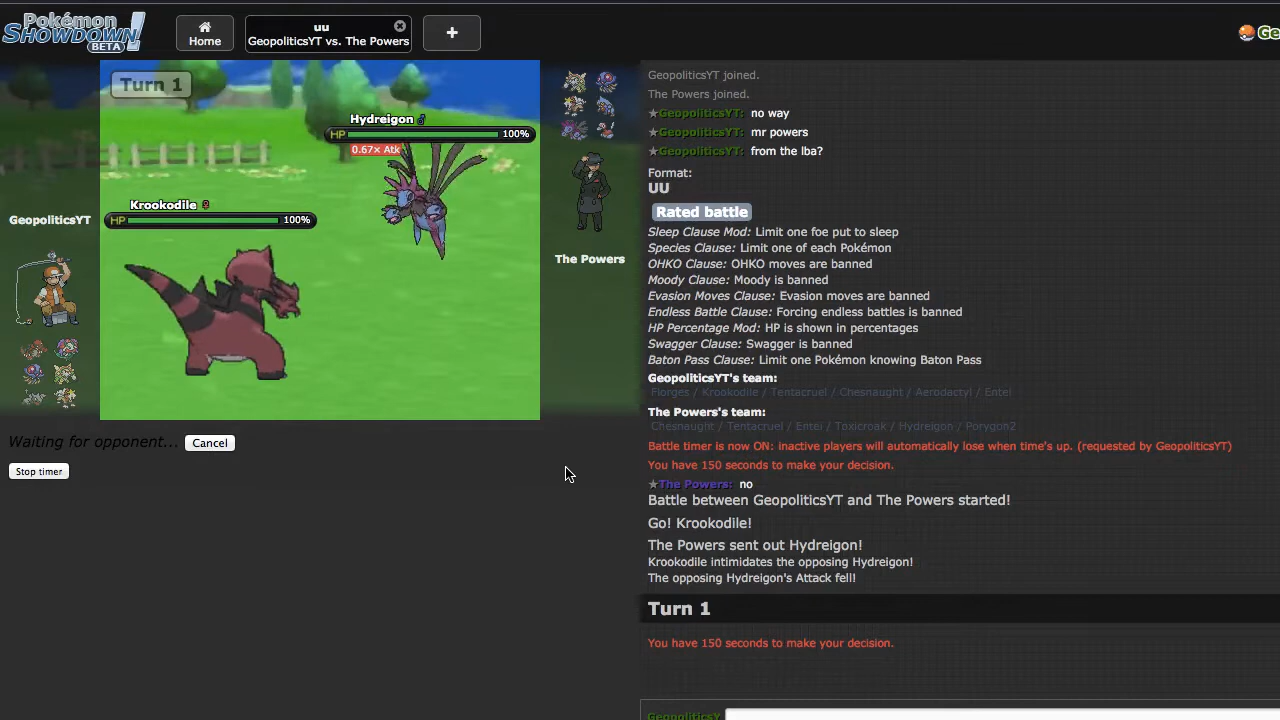 Pokémon
SHOWDOWN!
BETA
Home
uu
GeopoliticsYT vs. The Powers
+
Ge
Turn 1
Hydreigon ♂
HP 100%
0.67× Atk
Krookodile ♀
HP 100%
GeopoliticsYT
The Powers
Waiting for opponent... Cancel
Stop timer
GeopoliticsYT joined.
The Powers joined.
★GeopoliticsYT: no way
★GeopoliticsYT: mr powers
★GeopoliticsYT: from the lba?
Format:
UU
Rated battle
Sleep Clause Mod: Limit one foe put to sleep
Species Clause: Limit one of each Pokémon
OHKO Clause: OHKO moves are banned
Moody Clause: Moody is banned
Evasion Moves Clause: Evasion moves are banned
Endless Battle Clause: Forcing endless battles is banned
HP Percentage Mod: HP is shown in percentages
Swagger Clause: Swagger is banned
Baton Pass Clause: Limit one Pokémon knowing Baton Pass
GeopoliticsYT's team:
Florges / Krookodile / Tentacruel / Chesnaught / Aerodactyl / Entei
The Powers's team:
Chesnaught / Tentacruel / Entei / Toxicroak / Hydreigon / Porygon2
Battle timer is now ON: inactive players will automatically lose when time's up. (requested by GeopoliticsYT)
You have 150 seconds to make your decision.
★The Powers: no
Battle between GeopoliticsYT and The Powers started!
Go! Krookodile!
The Powers sent out Hydreigon!
Krookodile intimidates the opposing Hydreigon!
The opposing Hydreigon's Attack fell!
Turn 1
You have 150 seconds to make your decision.
GeopoliticsY